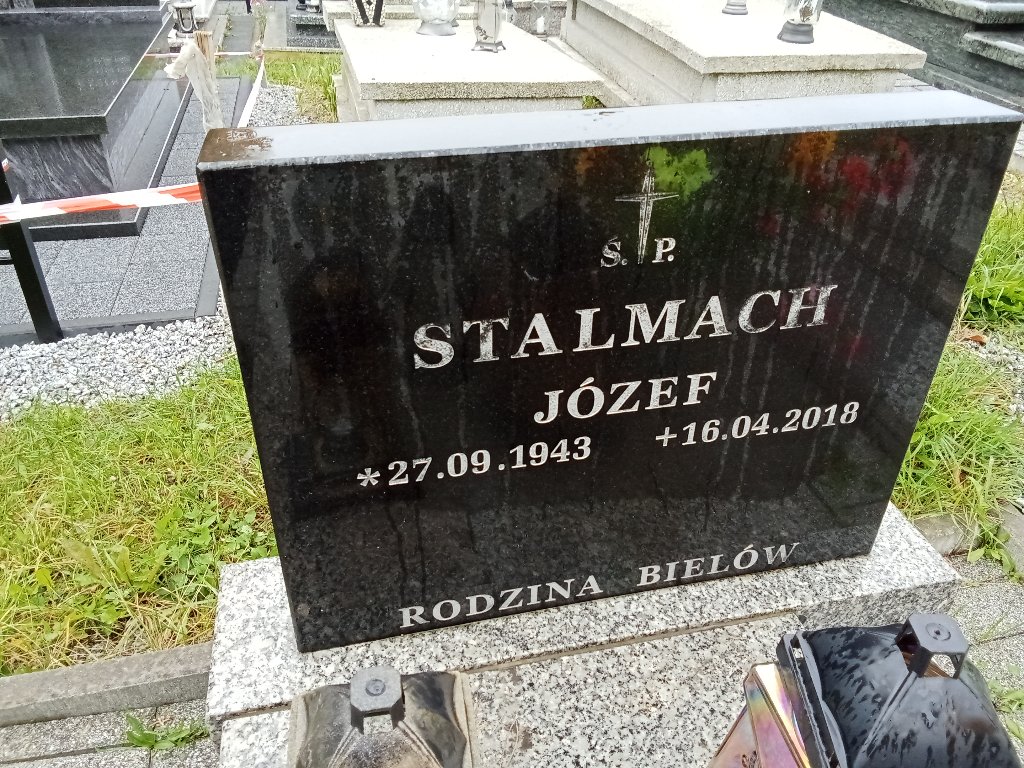 Ś. P.
STALMACH
JÓZEF
*27.09.1943 +16.04.2018
RODZINA BIELÓW